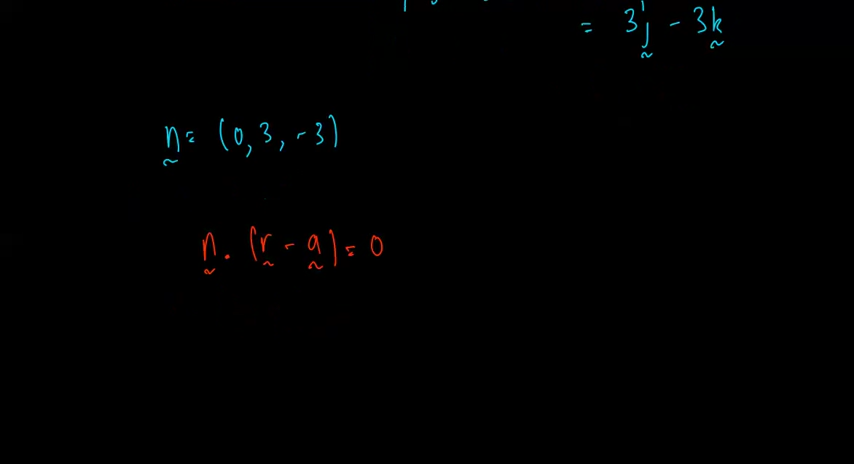 = 3j - 3k
n = (0, 3, -3)
n . (r - a) = 0